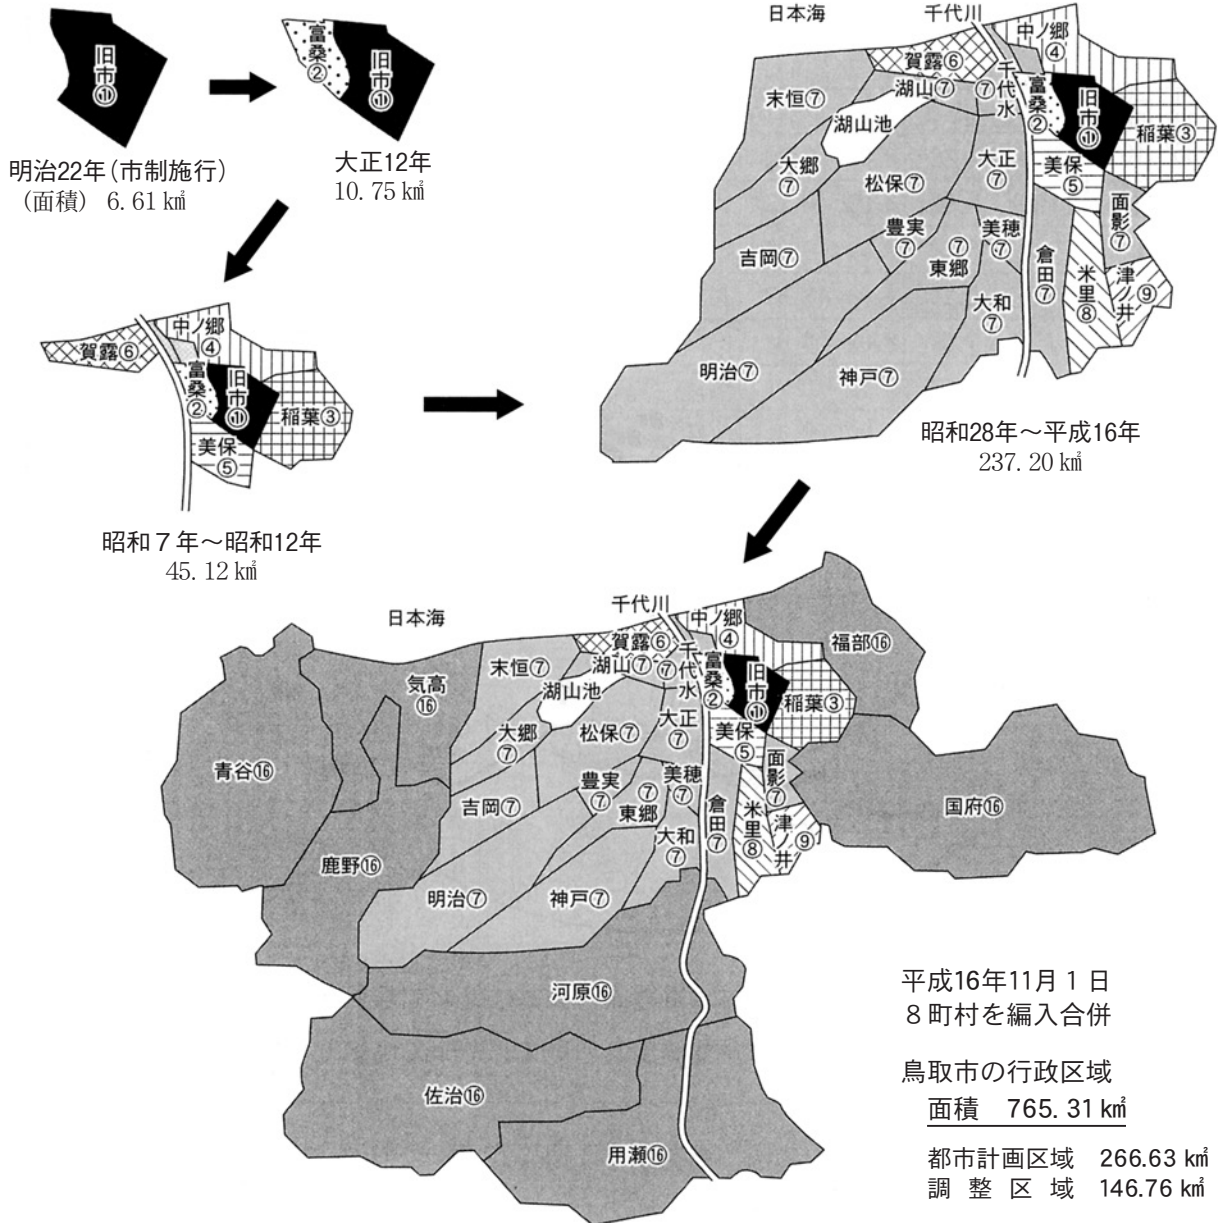 旧市①
明治22年(市制施行)
(面積) 6.61㎢
富桑②
旧市①
大正12年
10.75㎢
賀露⑥
中ノ郷④
富桑②
旧市①
稲葉③
美保⑤
昭和7年~昭和12年
45.12㎢
日本海
千代川
中ノ郷④
賀露⑥
末恒⑦
湖山⑦
千代水⑦
富桑②
旧市①
稲葉③
湖山池
大郷⑦
松保⑦
大正⑦
美保⑤
面影⑦
吉岡⑦
豊実⑦
東郷⑦
美穂⑦
倉田⑦
米里⑧
津ノ井⑨
大和⑦
明治⑦
神戸⑦
昭和28年~平成16年
237.20㎢
日本海
千代川
中ノ郷④
福部⑯
賀露⑥
末恒⑦
湖山⑦
千代水⑦
富桑②
旧市①
稲葉③
気高⑯
湖山池
大郷⑦
松保⑦
大正⑦
美保⑤
面影⑦
青谷⑯
吉岡⑦
豊実⑦
東郷⑦
美穂⑦
倉田⑦
米里⑧
津ノ井⑨
国府⑯
大和⑦
鹿野⑯
明治⑦
神戸⑦
河原⑯
佐治⑯
用瀬⑯
平成16年11月1日
8町村を編入合併
鳥取市の行政区域
面積 765.31㎢
都市計画区域 266.63㎢
調整区域 146.76㎢